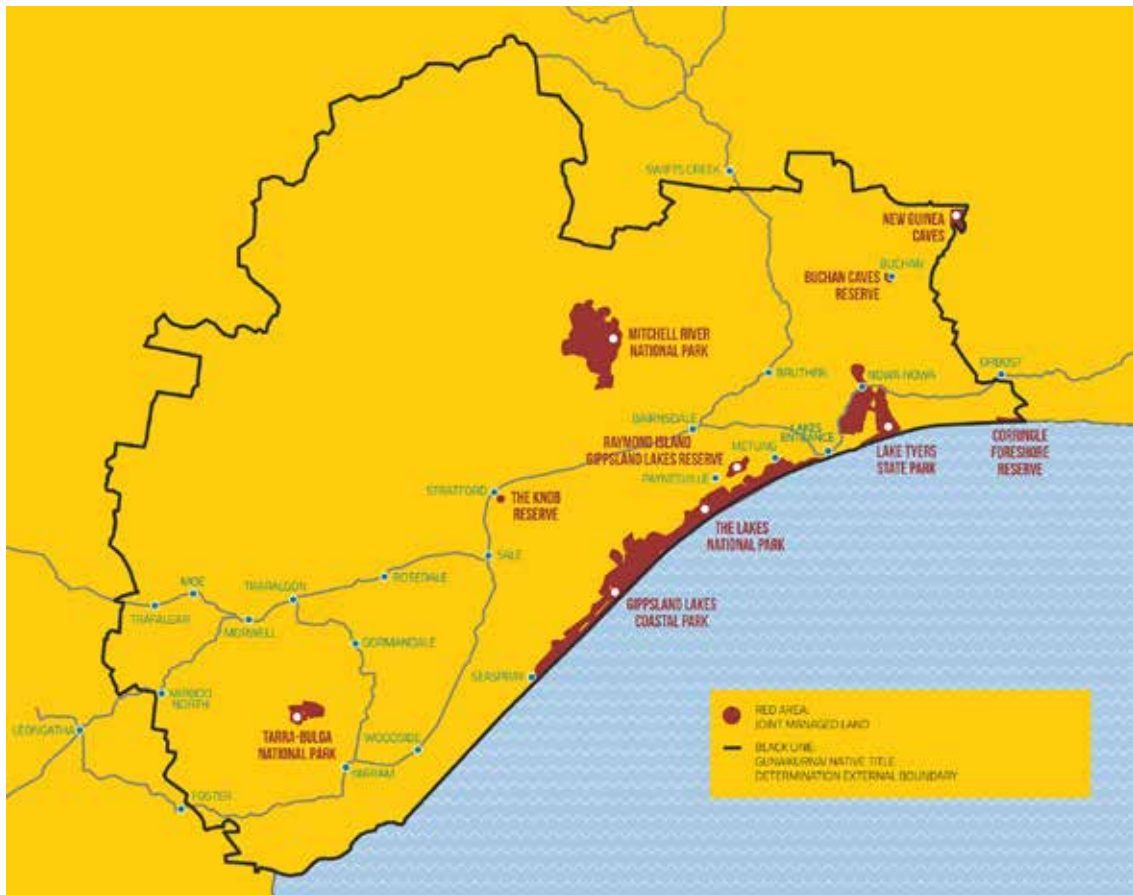 SWIFTS CREEK
NEW GUINEA
CAVES
BUCHAN
BUCHAN CAVES
RESERVE
MITCHELL RIVER
NATIONAL PARK
BRUTHEN
NOWA-NOWA
ORBOST
BAIRNSDALE
LAKES
ENTRANCE
RAYMOND ISLAND
GIPPSLAND LAKES RESERVE
METUNG
LAKE TYERS
STATE PARK
CORRINGLE
FORESHORE
RESERVE
PAYNESVILLE
STRATFORD
THE KNOB
RESERVE
THE LAKES
NATIONAL PARK
SALE
ROSEDALE
MOE
TRARALGON
GIPPSLAND LAKES
COASTAL PARK
TRAFALGAR
MORWELL
GORMANDALE
SEASPRAY
MIRBOO
NORTH
LEONGATHA
TARRA-BULGA
NATIONAL PARK
WOODSIDE
YARRAM
FOSTER
RED AREA:
JOINT MANAGED LAND
BLACK LINE:
GUNAIKURNAI NATIVE TITLE
DETERMINATION EXTERNAL BOUNDARY